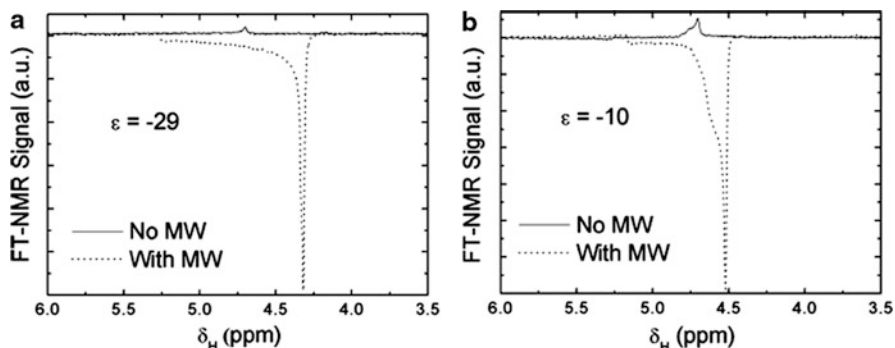 a
FT-NMR Signal (a.u.)
ε = -29
No MW
With MW
6.0 5.5 5.0 4.5 4.0 3.5
δH (ppm)
b
FT-NMR Signal (a.u.)
ε = -10
No MW
With MW
6.0 5.5 5.0 4.5 4.0 3.5
δH (ppm)